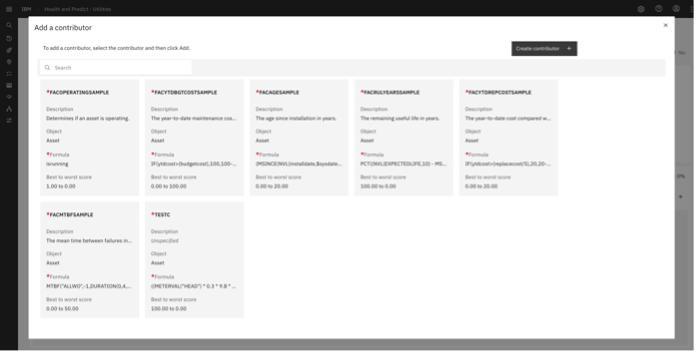 IBM Health and Predict - Utilities
Add a contributor
To add a contributor, select the contributor and then click Add.
Create contributor +
Search
*FACOPERATINGSAMPLE
Description
Determines if an asset is operating.
Object
Asset
*Formula
isrunning
Best to worst score
1.00 to 0.00
*FACYTDBGTCOSTSAMPLE
Description
The year-to-date maintenance cos...
Object
Asset
*Formula
IF(ytdcost>(budgetcost),100,100-...
Best to worst score
0.00 to 100.00
*FACAGESAMPLE
Description
The age since installation in years.
Object
Asset
*Formula
(MSINCE(NVL(installdate,$sysdate...
Best to worst score
0.00 to 20.00
*FACRULYEARSSAMPLE
Description
The remaining useful life in years.
Object
Asset
*Formula
PCT((NVL(EXPECTEDLIFE,10) - MS...
Best to worst score
100.00 to 0.00
*FACYTDREPCOSTSAMPLE
Description
The year-to-date cost compared w...
Object
Asset
*Formula
IF(ytdcost>(replacecost/5),20,20-...
Best to worst score
0.00 to 20.00
*FACMTBFSAMPLE
Description
The mean time between failures in...
Object
Asset
*Formula
MTBF("ALLWO",-1,DURATION(),4,...
Best to worst score
0.00 to 50.00
*TESTC
Description
Unspecified
Object
Asset
*Formula
((METERVAL("HEAD") * 0.3 * 9.8 * ...
Best to worst score
100.00 to 0.00